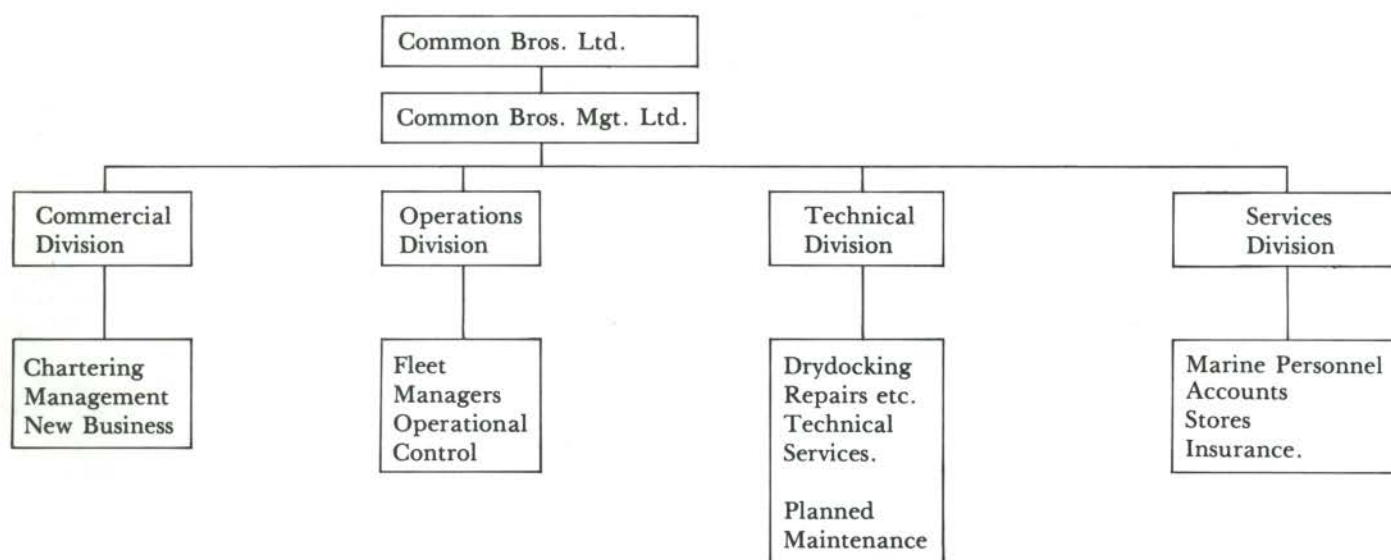 Common Bros. Ltd.
Common Bros. Mgt. Ltd.
Commercial
Division
Operations
Division
Technical
Division
Services
Division
Chartering
Management
New Business
Fleet
Managers
Operational
Control
Drydocking
Repairs etc.
Technical
Services.
Planned
Maintenance
Marine Personnel
Accounts
Stores
Insurance.